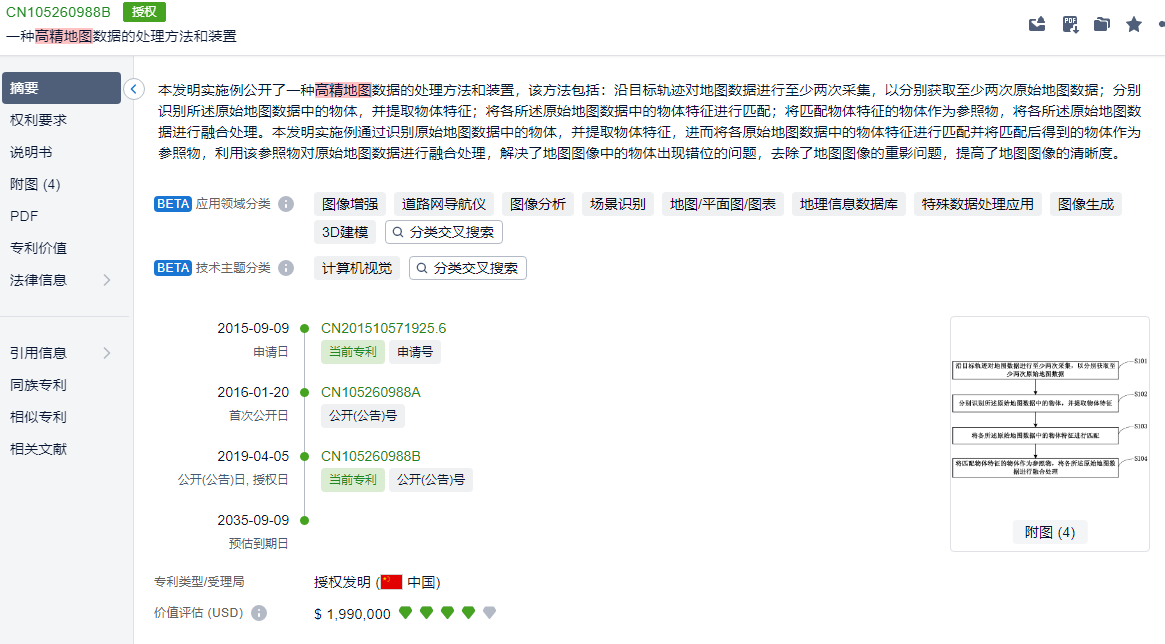 CN105260988B 授权
一种高精地图数据的处理方法和装置
PDF
摘要
权利要求
说明书
附图 (4)
PDF
专利价值
法律信息
引用信息
同族专利
相似专利
相关文献
本发明实施例公开了一种高精地图数据的处理方法和装置，该方法包括：沿目标轨迹对地图数据进行至少两次采集，以分别获取至少两次原始地图数据；分别
识别所述原始地图数据中的物体，并提取物体特征；将各所述原始地图数据中的物体特征进行匹配；将匹配物体特征的物体作为参照物，将各所述原始地图数
据进行融合处理。本发明实施例通过识别原始地图数据中的物体，并提取物体特征，进而将各原始地图数据中的物体特征进行匹配并将匹配后得到的物体作为
参照物，利用该参照物对原始地图数据进行融合处理，解决了地图图像中的物体出现错位的问题，去除了地图图像的重影问题，提高了地图图像的清晰度。
BETA 应用领域分类 图像增强 道路网导航仪 图像分析 场景识别 地图/平面图/图表 地理信息数据库 特殊数据处理应用 图像生成
3D建模 分类交叉搜索
BETA 技术主题分类 计算机视觉 分类交叉搜索
2015-09-09 CN201510571925.6
申请日 当前专利 申请号
2016-01-20 CN105260988A
首次公开日 公开(公告)号
2019-04-05 CN105260988B
公开(公告)日, 授权日 当前专利 公开(公告)号
2035-09-09
预估到期日
沿目标轨迹对地图数据进行至少两次采集，以分别获取至
少两次原始地图数据
S101
分别识别所述原始地图数据中的物体，并提取物体特征
S102
将各所述原始地图数据中的物体特征进行匹配
S103
将匹配物体特征的物体作为参照物，将各所述原始地图数
据进行融合处理
S104
附图 (4)
专利类型/受理局 授权发明 (中国)
价值评估 (USD) $ 1,990,000